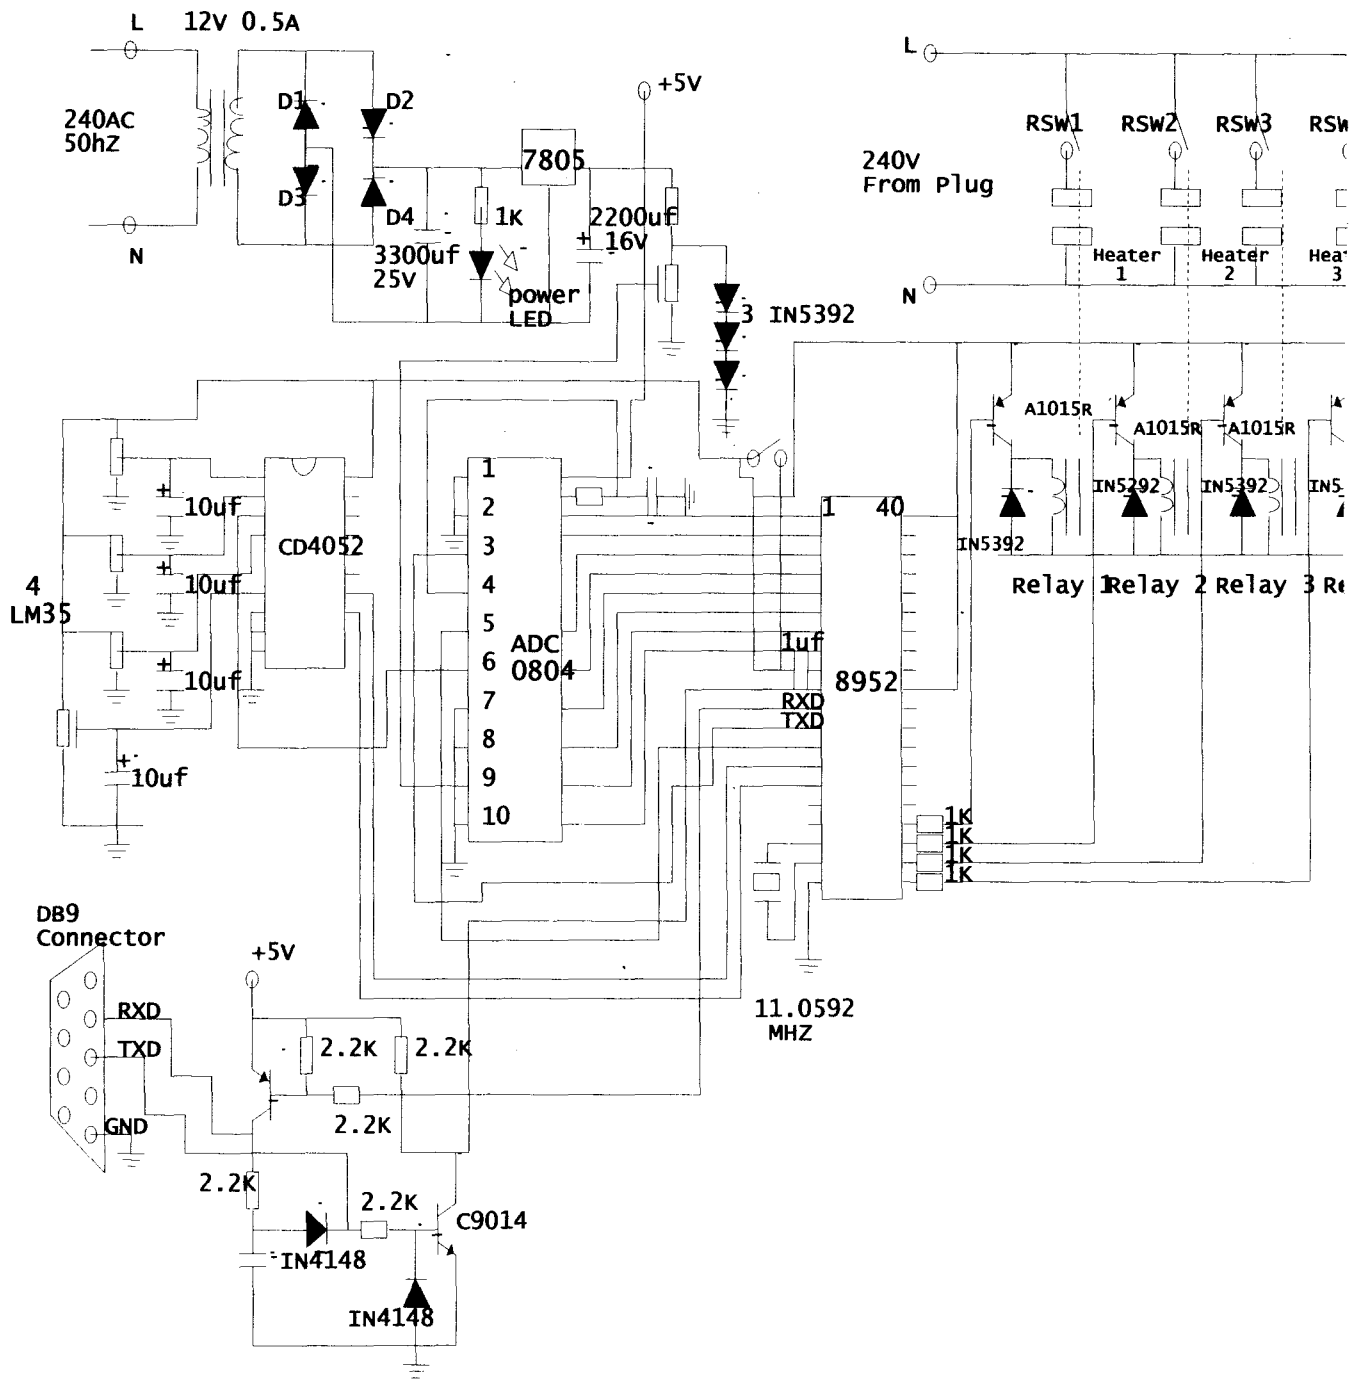 L 12V 0.5A
240AC
50hZ
N
D1
D2
D3
D4
+5V
7805
1K
2200uf
16V
3300uf
25V
power
LED
3 IN5392
L
240V
From Plug
N
RSW1
RSW2
RSW3
RSW
Heater
1
Heater
2
Heat
3
A1015R
A1015R
A1015R
IN5392
IN5292
IN5392
IN5
Relay 1
Relay 2
Relay 3
Re
4
LM35
10uf
10uf
10uf
10uf
CD4052
1
2
3
4
5
6
7
8
9
10
ADC
0804
1 40
1uf
8952
RXD
TXD
1K
1K
1K
1K
11.0592
MHZ
DB9
Connector
RXD
TXD
GND
+5V
2.2K
2.2K
2.2K
2.2K
2.2K
C9014
IN4148
IN4148